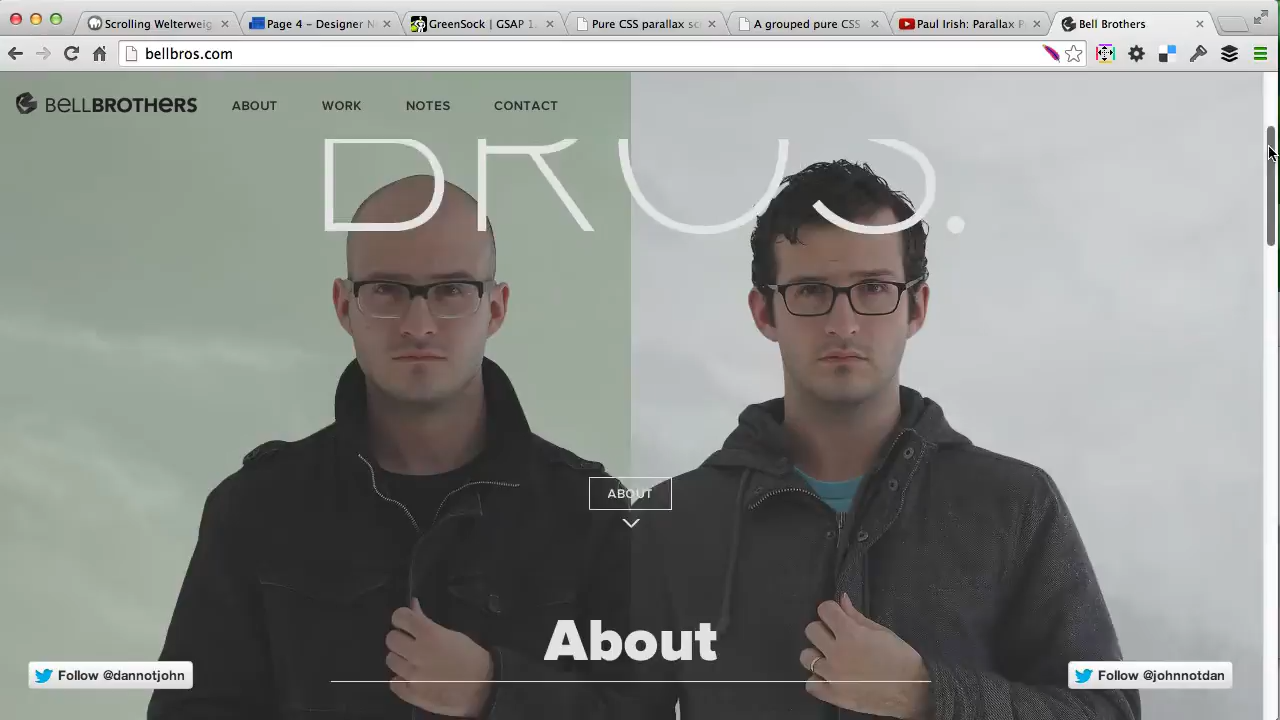 Scrolling Welterweig
Page 4 – Designer N
GreenSock | GSAP 1.
Pure CSS parallax sc
A grouped pure CSS
Paul Irish: Parallax P
Bell Brothers
bellbros.com
BELLBROTHERS
ABOUT
WORK
NOTES
CONTACT
BROS.
ABOUT
About
Follow @dannotjohn
Follow @johnnotdan